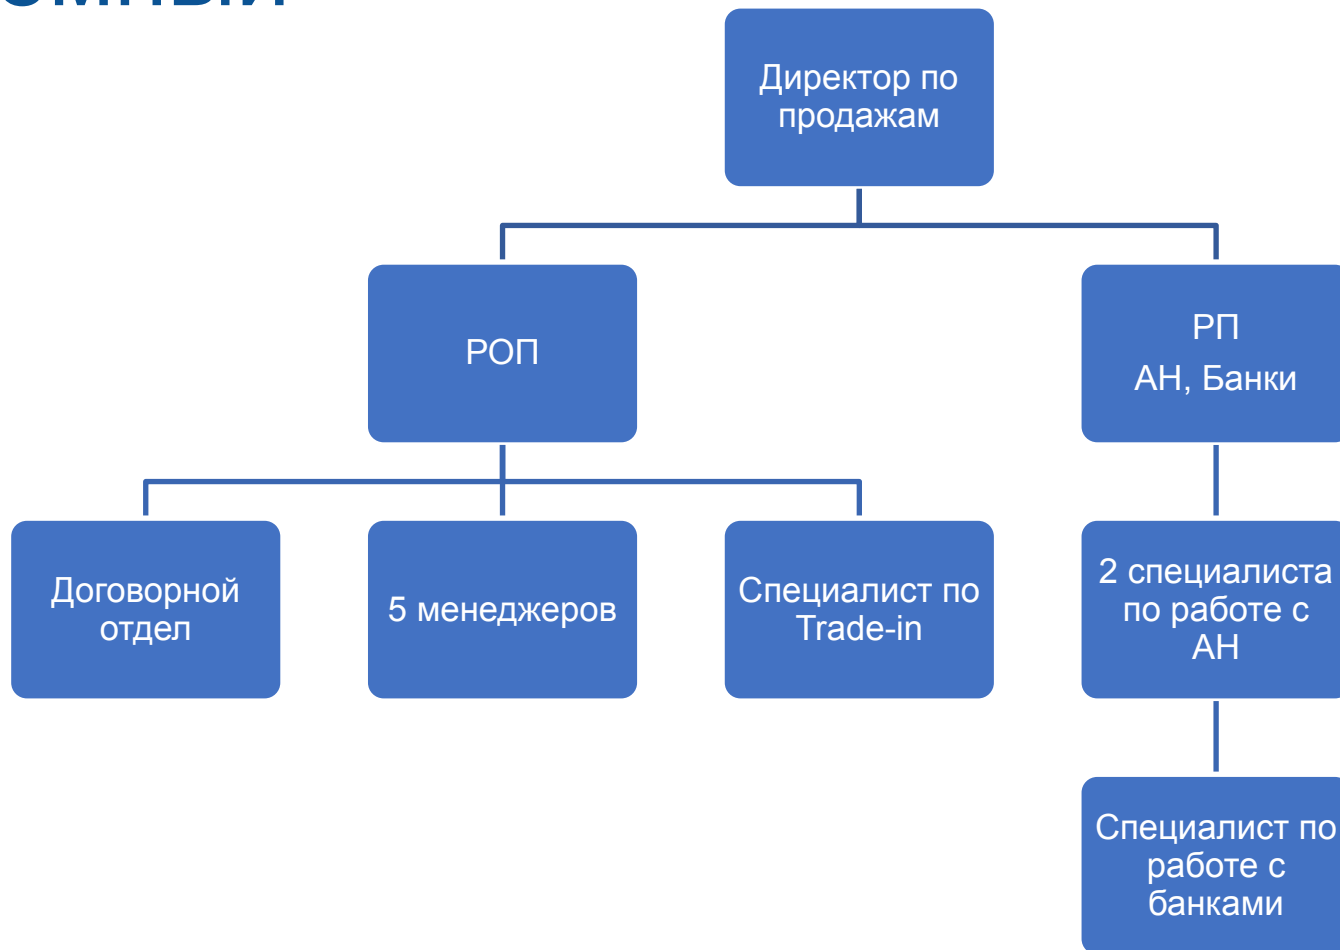 Директор по
продажам
РОП
РП
АН, Банки
Договорной
отдел
5 менеджеров
Специалист по
Trade-in
2 специалиста
по работе с
АН
Специалист по
работе с
банками